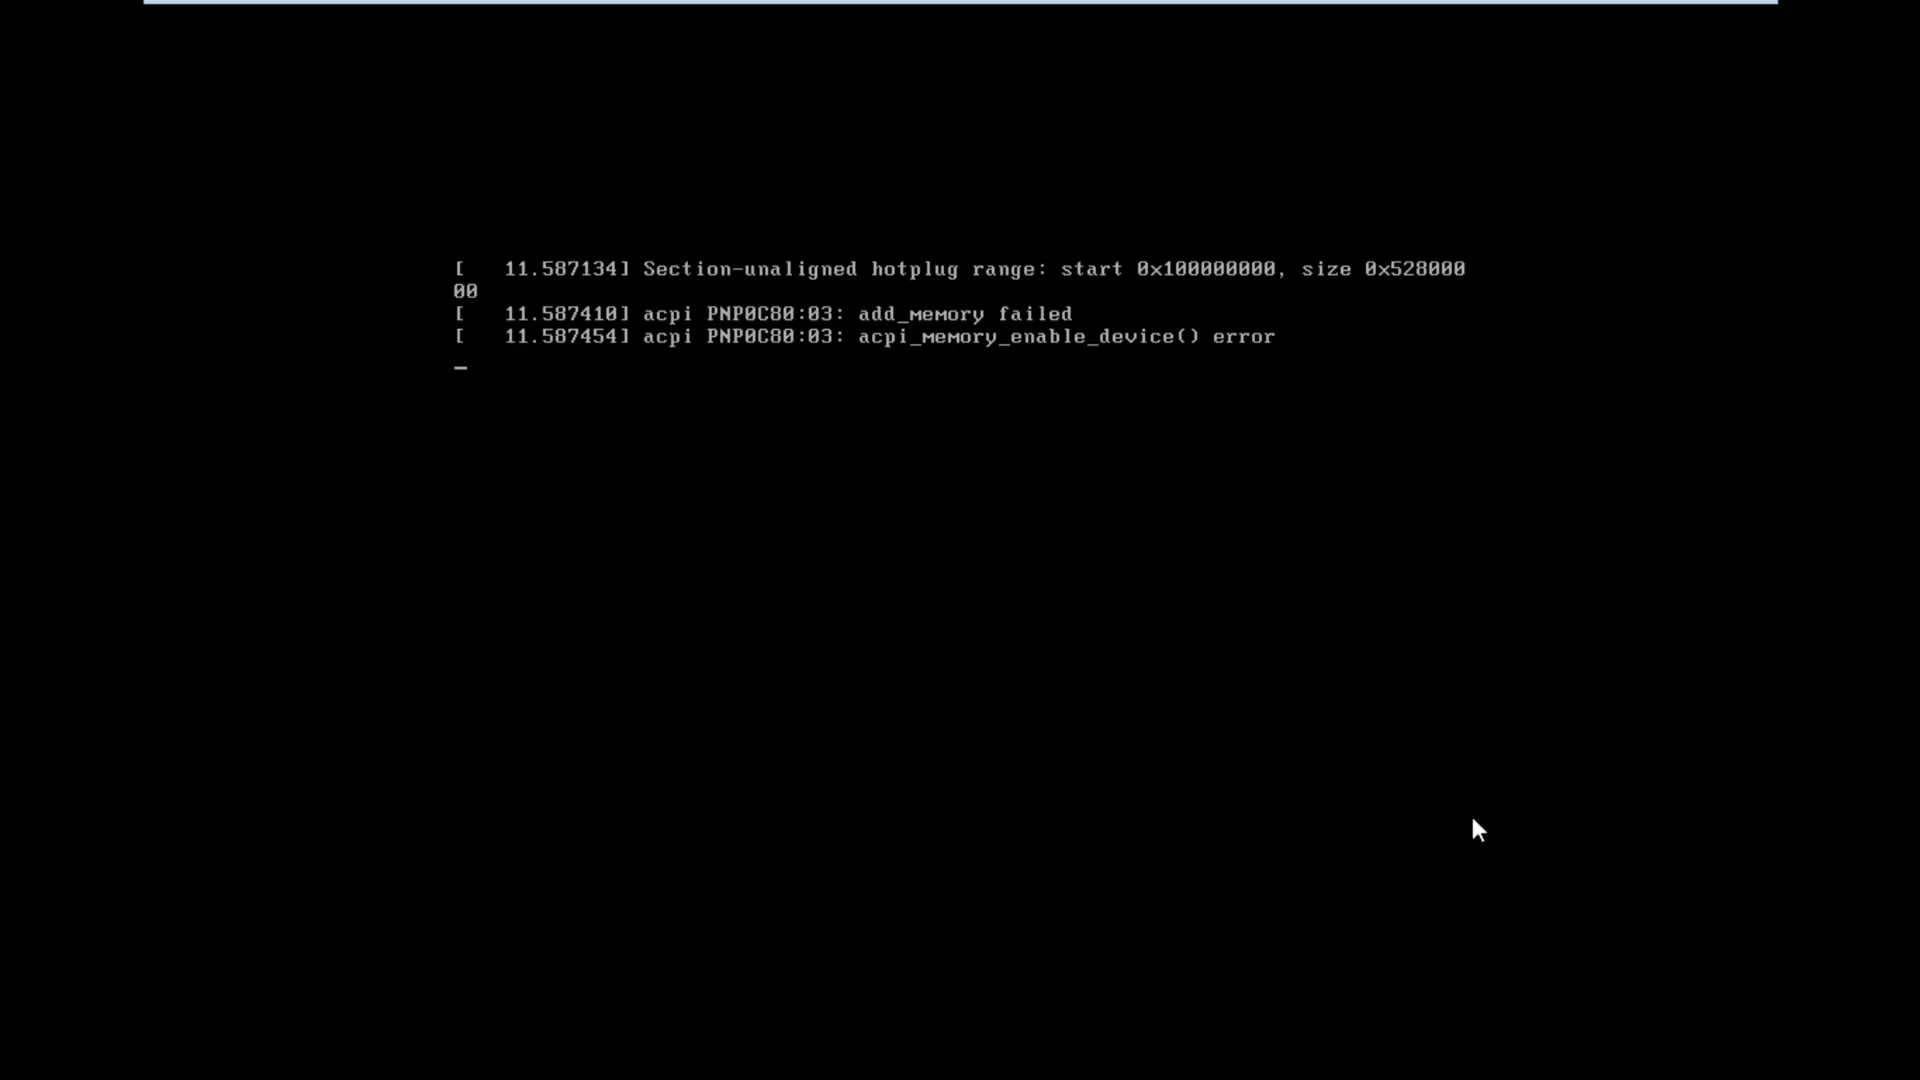 [   11.587134] Section-unaligned hotplug range: start 0x100000000, size 0x528000
00
[   11.587410] acpi PNP0C80:03: add_memory failed
[   11.587454] acpi PNP0C80:03: acpi_memory_enable_device() error
_